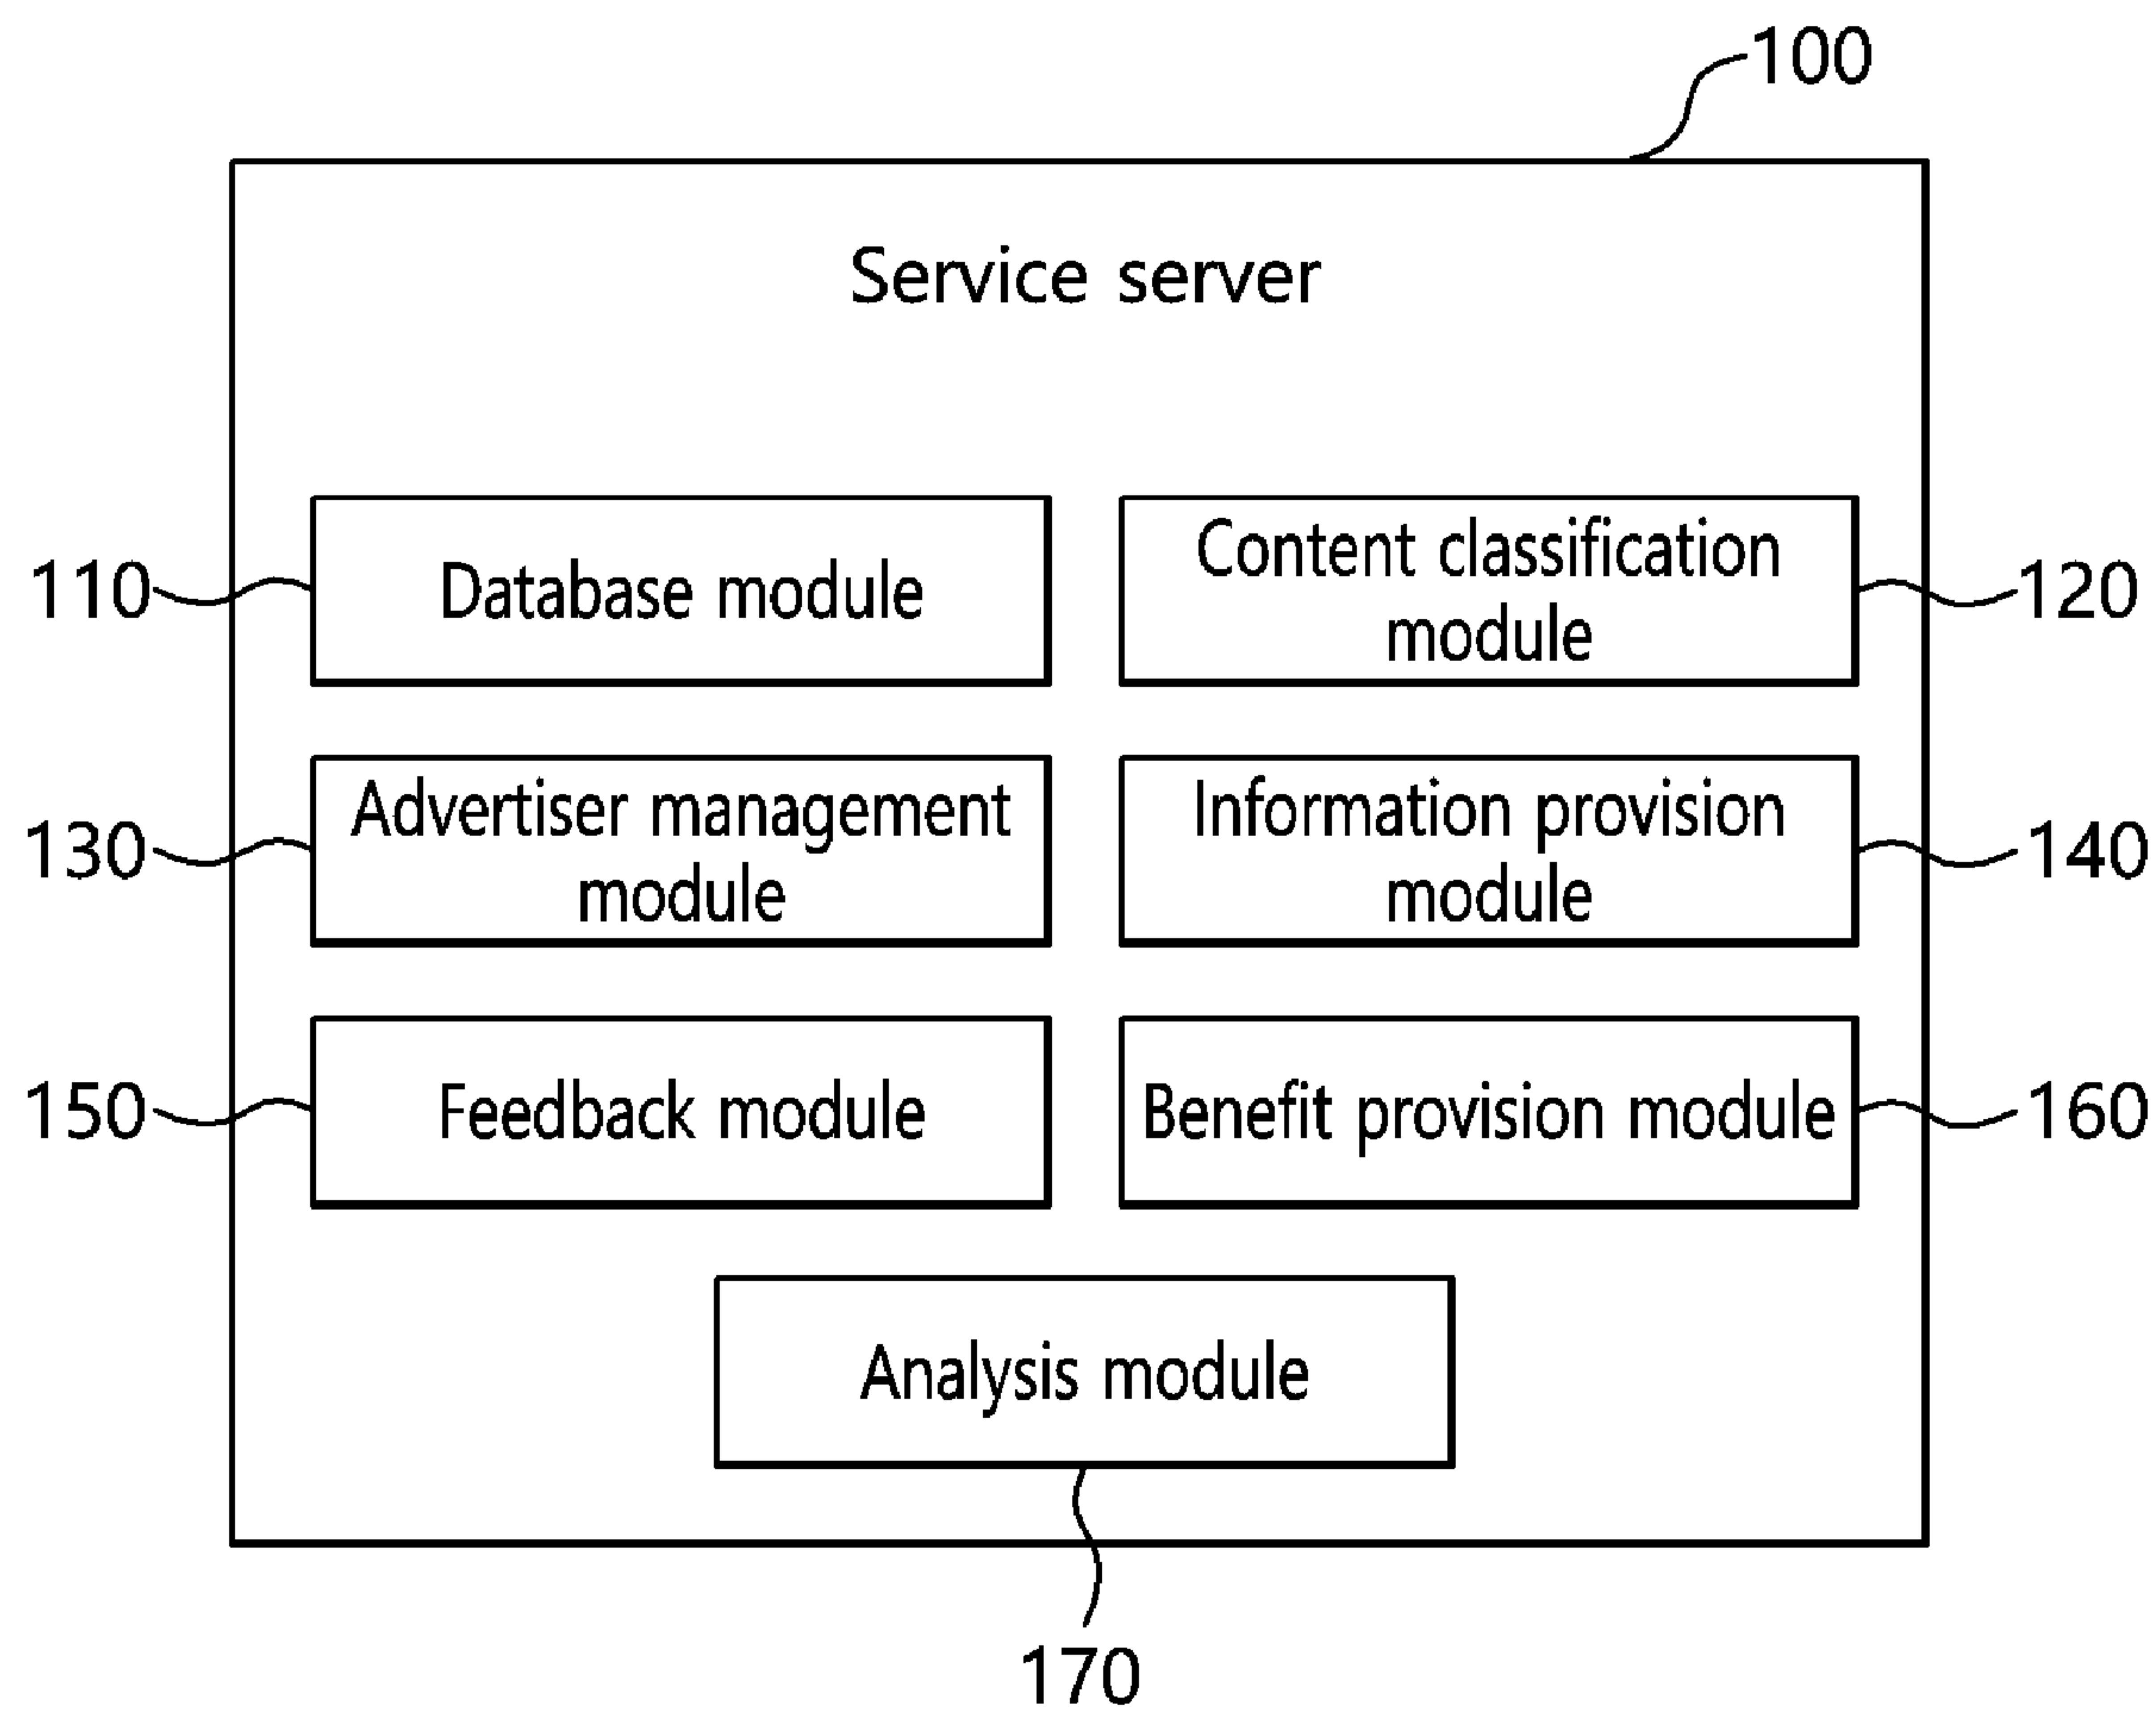 100
Service server
110
Database module
Content classification
module
120
130
Advertiser management
module
Information provision
module
140
150
Feedback module
Benefit provision module
160
Analysis module
170